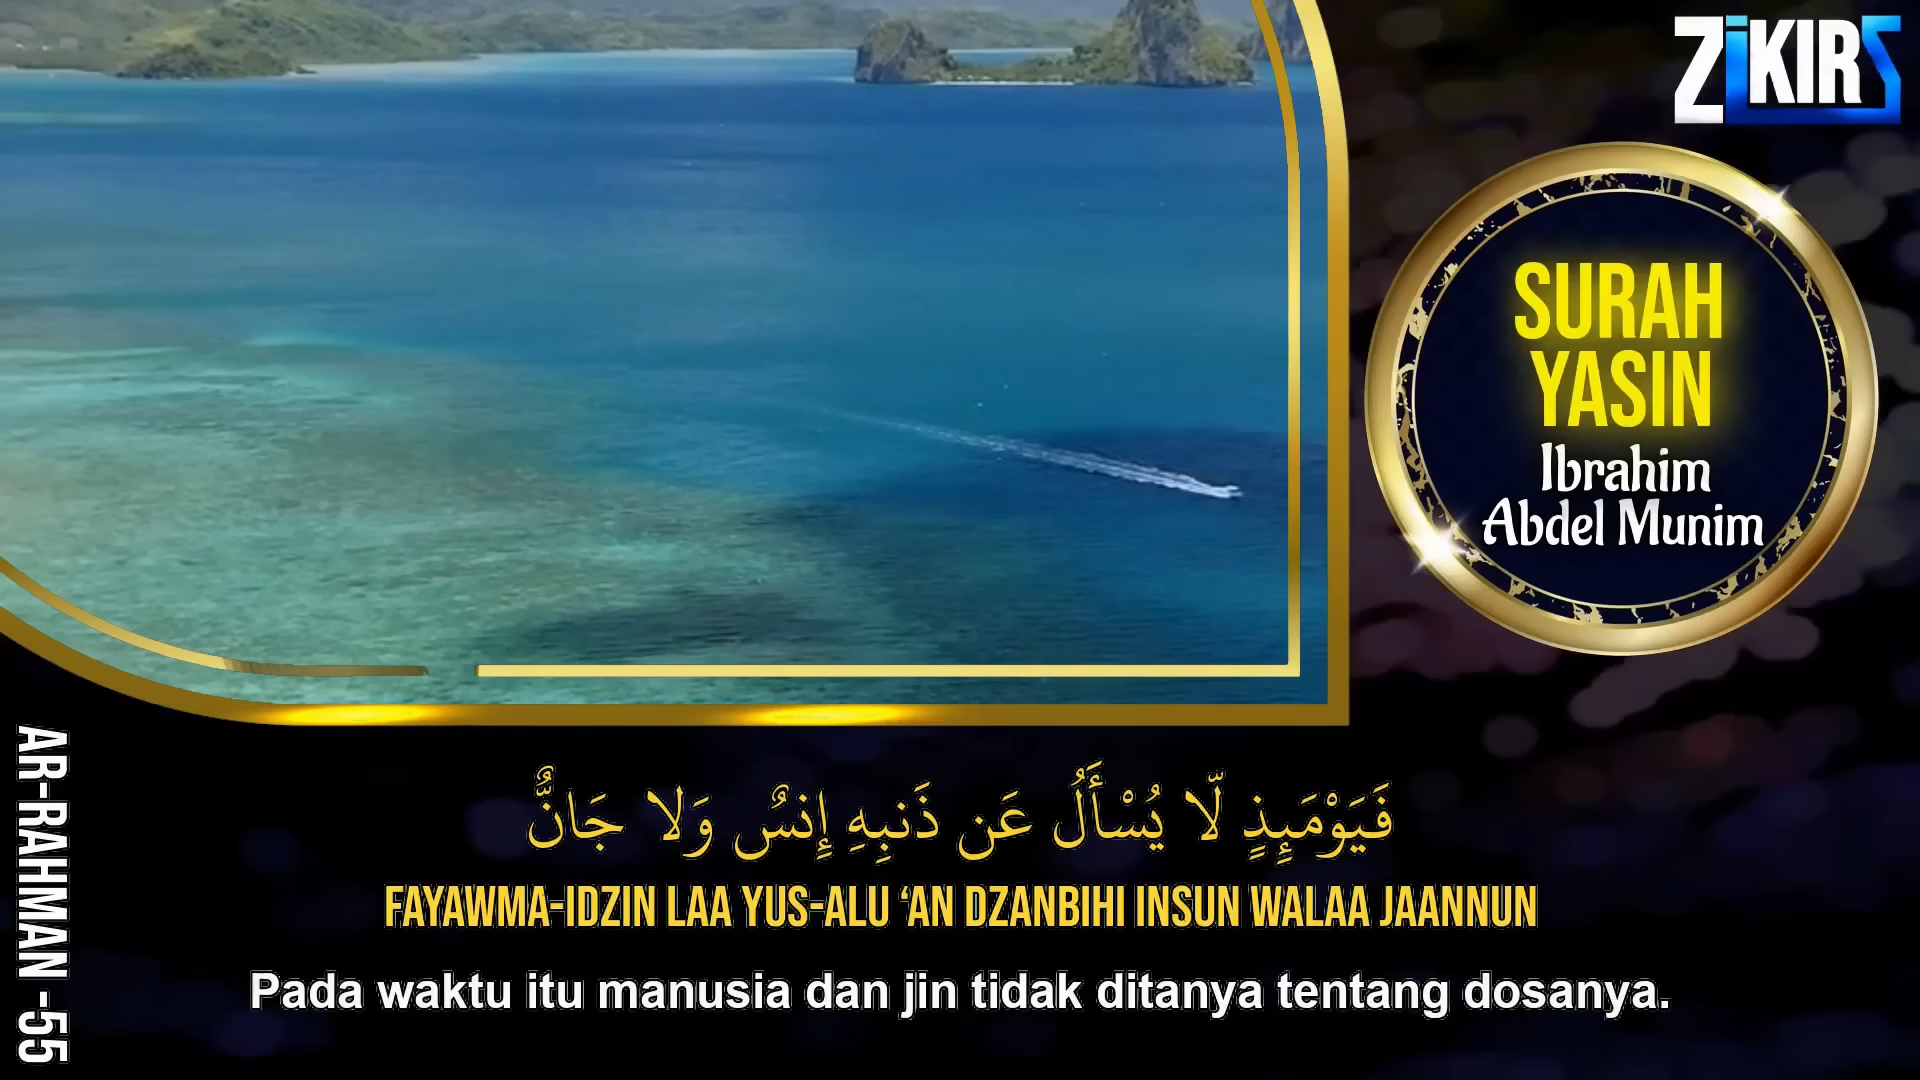 ZiKIR
SURAH
YASIN
Ibrahim
Abdel Munim
AR-RAHMAN -55
فَيَوْمَئِذٍ لَّا يُسْأَلُ عَن ذَنبِهِ إِنسٌ وَلَا جَانٌّ
FAYAWMA-IDZIN LAA YUS-ALU ‘AN DZANBIHI INSUN WALAA JAANNUN
Pada waktu itu manusia dan jin tidak ditanya tentang dosanya.